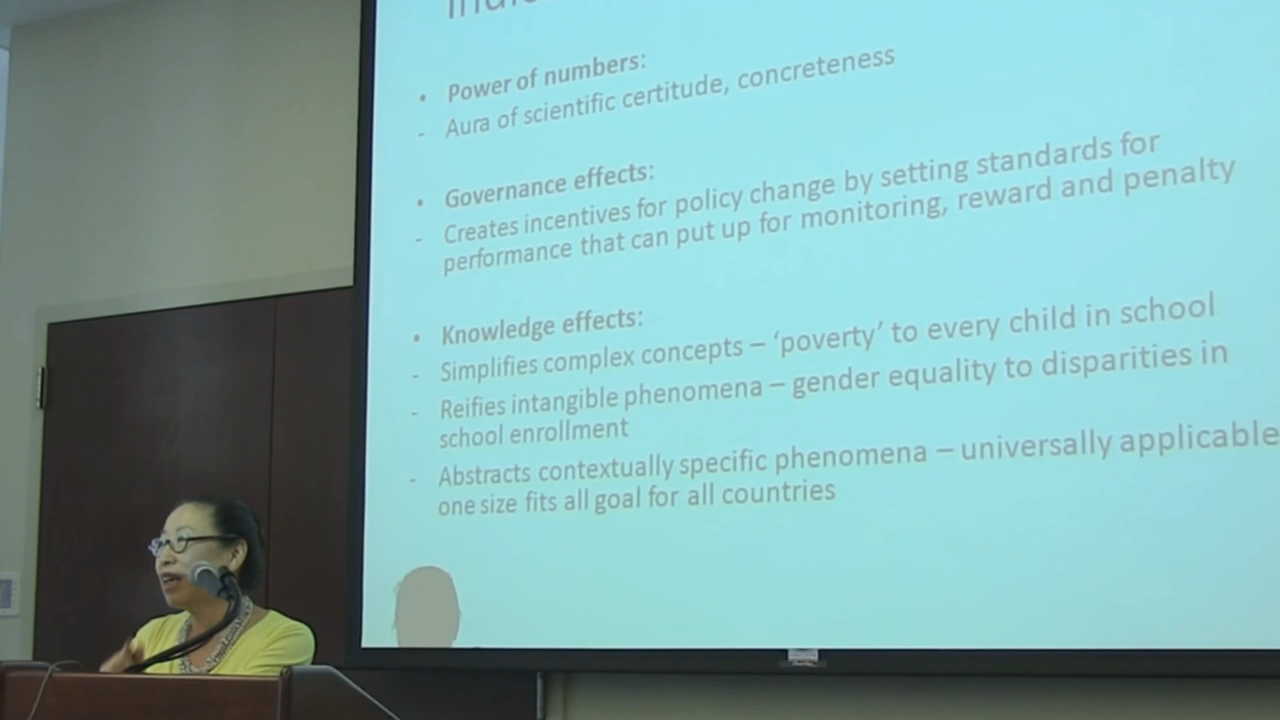 • Power of numbers:
- Aura of scientific certitude, concreteness
• Governance effects:
- Creates incentives for policy change by setting standards for
performance that can put up for monitoring, reward and penalty
• Knowledge effects:
- Simplifies complex concepts – ‘poverty’ to every child in school
- Reifies intangible phenomena – gender equality to disparities in
school enrollment
- Abstracts contextually specific phenomena – universally applicable
one size fits all goal for all countries